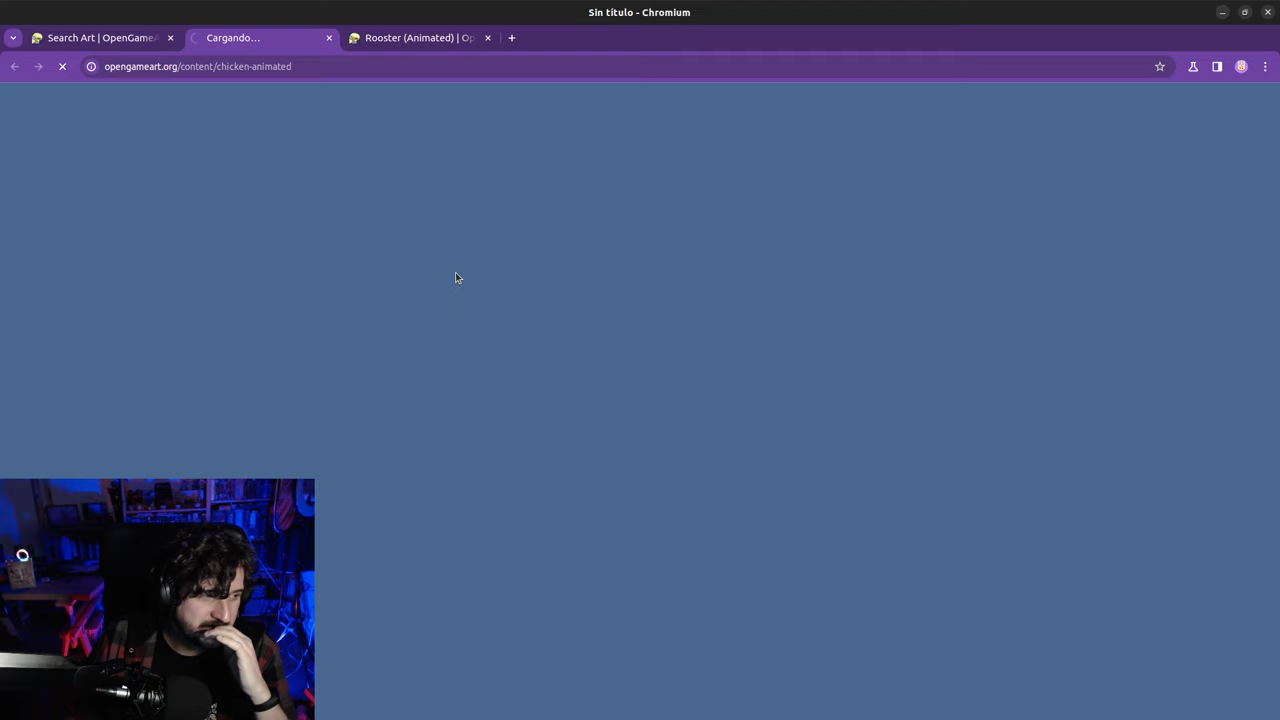 Sin título - Chromium
Search Art | OpenGameA
Cargando…
Rooster (Animated) | Op
opengameart.org/content/chicken-animated